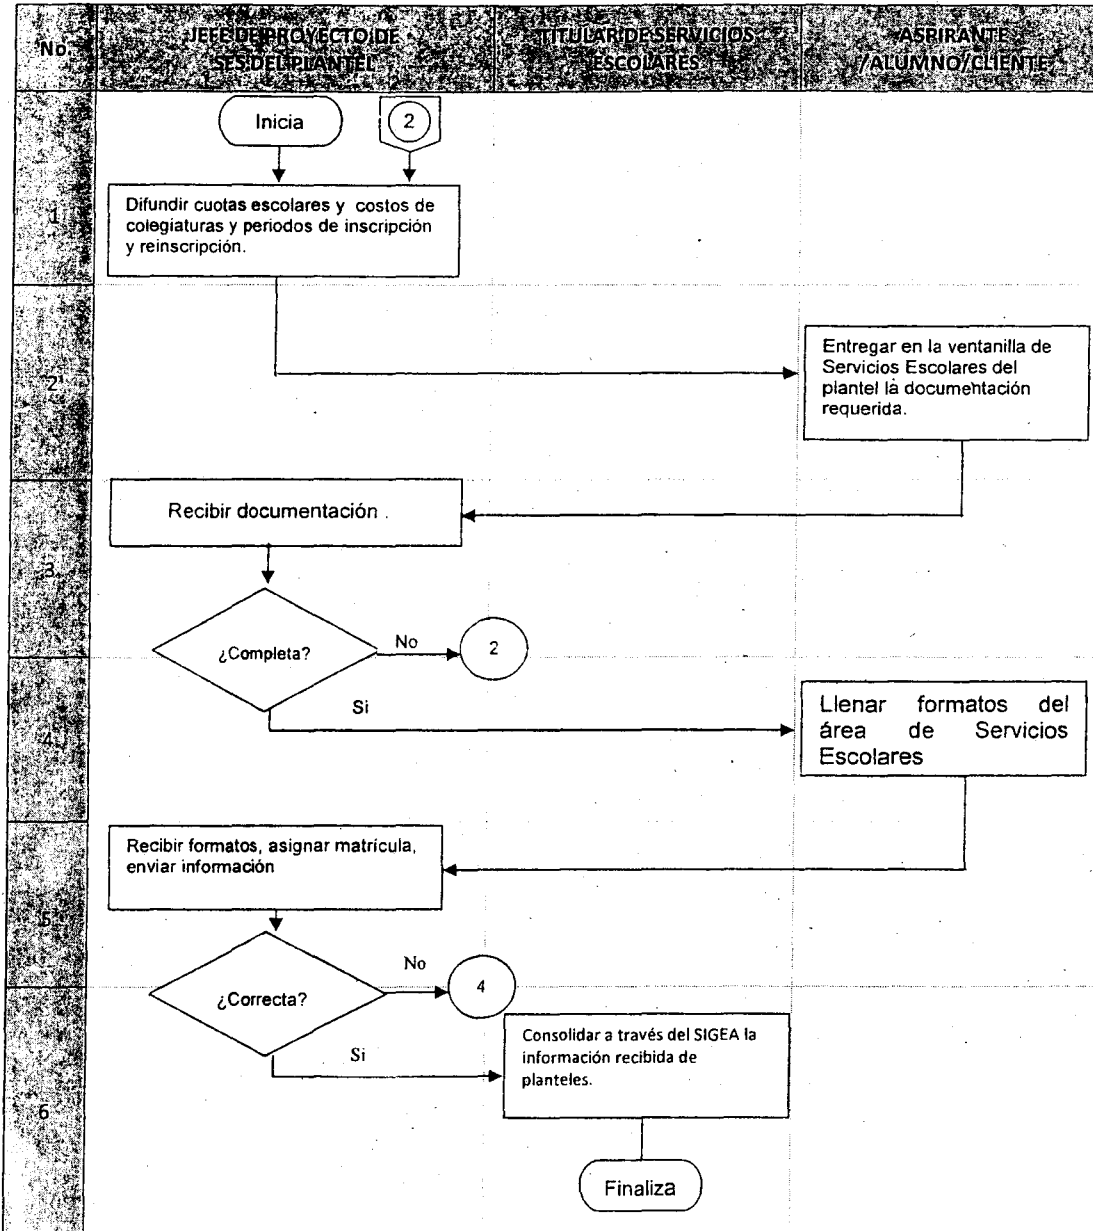 No.
JEFE DE PROYECTO DE
SES DEL PLANTEL
TITULAR DE SERVICIOS
ESCOLARES
ASPIRANTE
/ALUMNO/CLIENTE
Inicia
2
1
Difundir cuotas escolares y costos de
colegiaturas y periodos de inscripción
y reinscripción.
2
Entregar en la ventanilla de
Servicios Escolares del
plantel la documentación
requerida.
Recibir documentación .
3
¿Completa?
No
2
Si
4
Llenar formatos del
área de Servicios
Escolares
Recibir formatos, asignar matrícula,
enviar información
5
¿Correcta?
No
4
Si
Consolidar a través del SIGEA la
información recibida de
planteles.
6
Finaliza